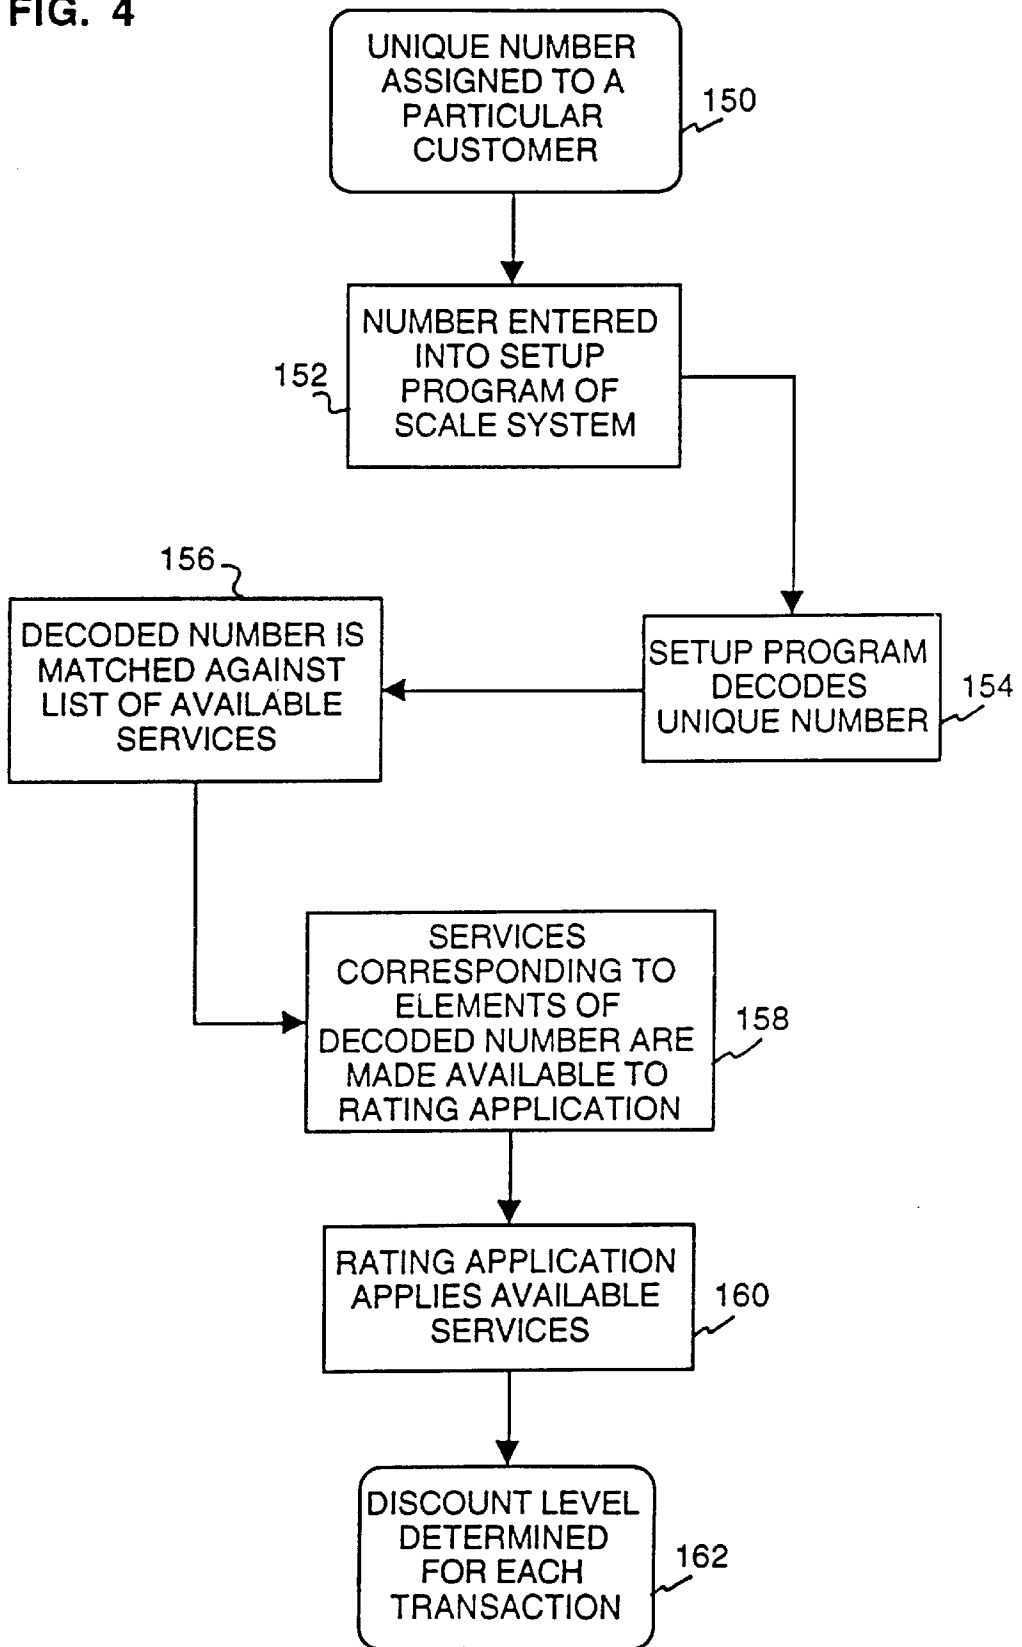 FIG. 4
UNIQUE NUMBER
ASSIGNED TO A
PARTICULAR
CUSTOMER
150
NUMBER ENTERED
INTO SETUP
PROGRAM OF
SCALE SYSTEM
152
SETUP PROGRAM
DECODES
UNIQUE NUMBER
154
156
DECODED NUMBER IS
MATCHED AGAINST
LIST OF AVAILABLE
SERVICES
SERVICES
CORRESPONDING TO
ELEMENTS OF
DECODED NUMBER ARE
MADE AVAILABLE TO
RATING APPLICATION
158
RATING APPLICATION
APPLIES AVAILABLE
SERVICES
160
DISCOUNT LEVEL
DETERMINED
FOR EACH
TRANSACTION
162